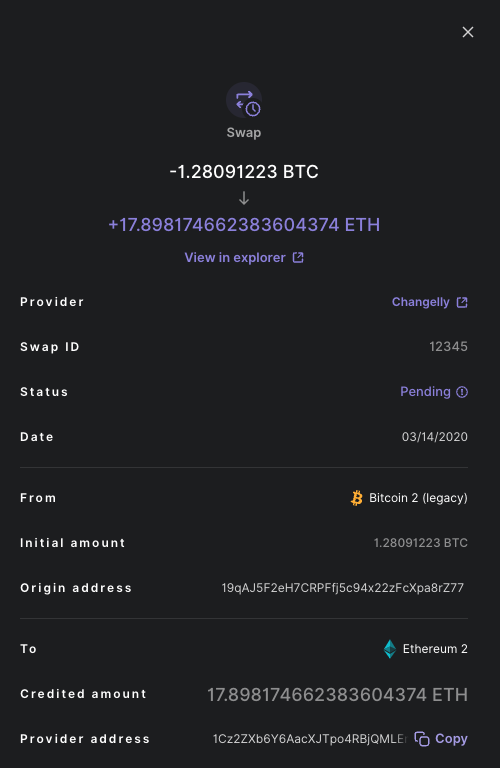 Swap
-1.28091223 BTC
+17.898174662383604374 ETH
View in explorer
Provider Changelly
Swap ID 12345
Status Pending
Date 03/14/2020
From Bitcoin 2 (legacy)
Initial amount 1.28091223 BTC
Origin address 19qAJ5F2eH7CRPFfj5c94x22zFcXpa8rZ77
To Ethereum 2
Credited amount 17.898174662383604374 ETH
Provider address 1Cz2ZXb6Y6AacXJTpo4RBjQMLE Copy